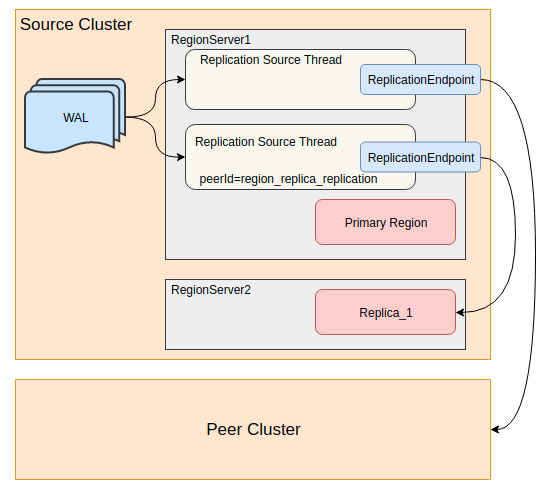 Source Cluster
RegionServer1
Replication Source Thread
ReplicationEndpoint
WAL
Replication Source Thread
ReplicationEndpoint
peerId=region_replica_replication
Primary Region
RegionServer2
Replica_1
Peer Cluster